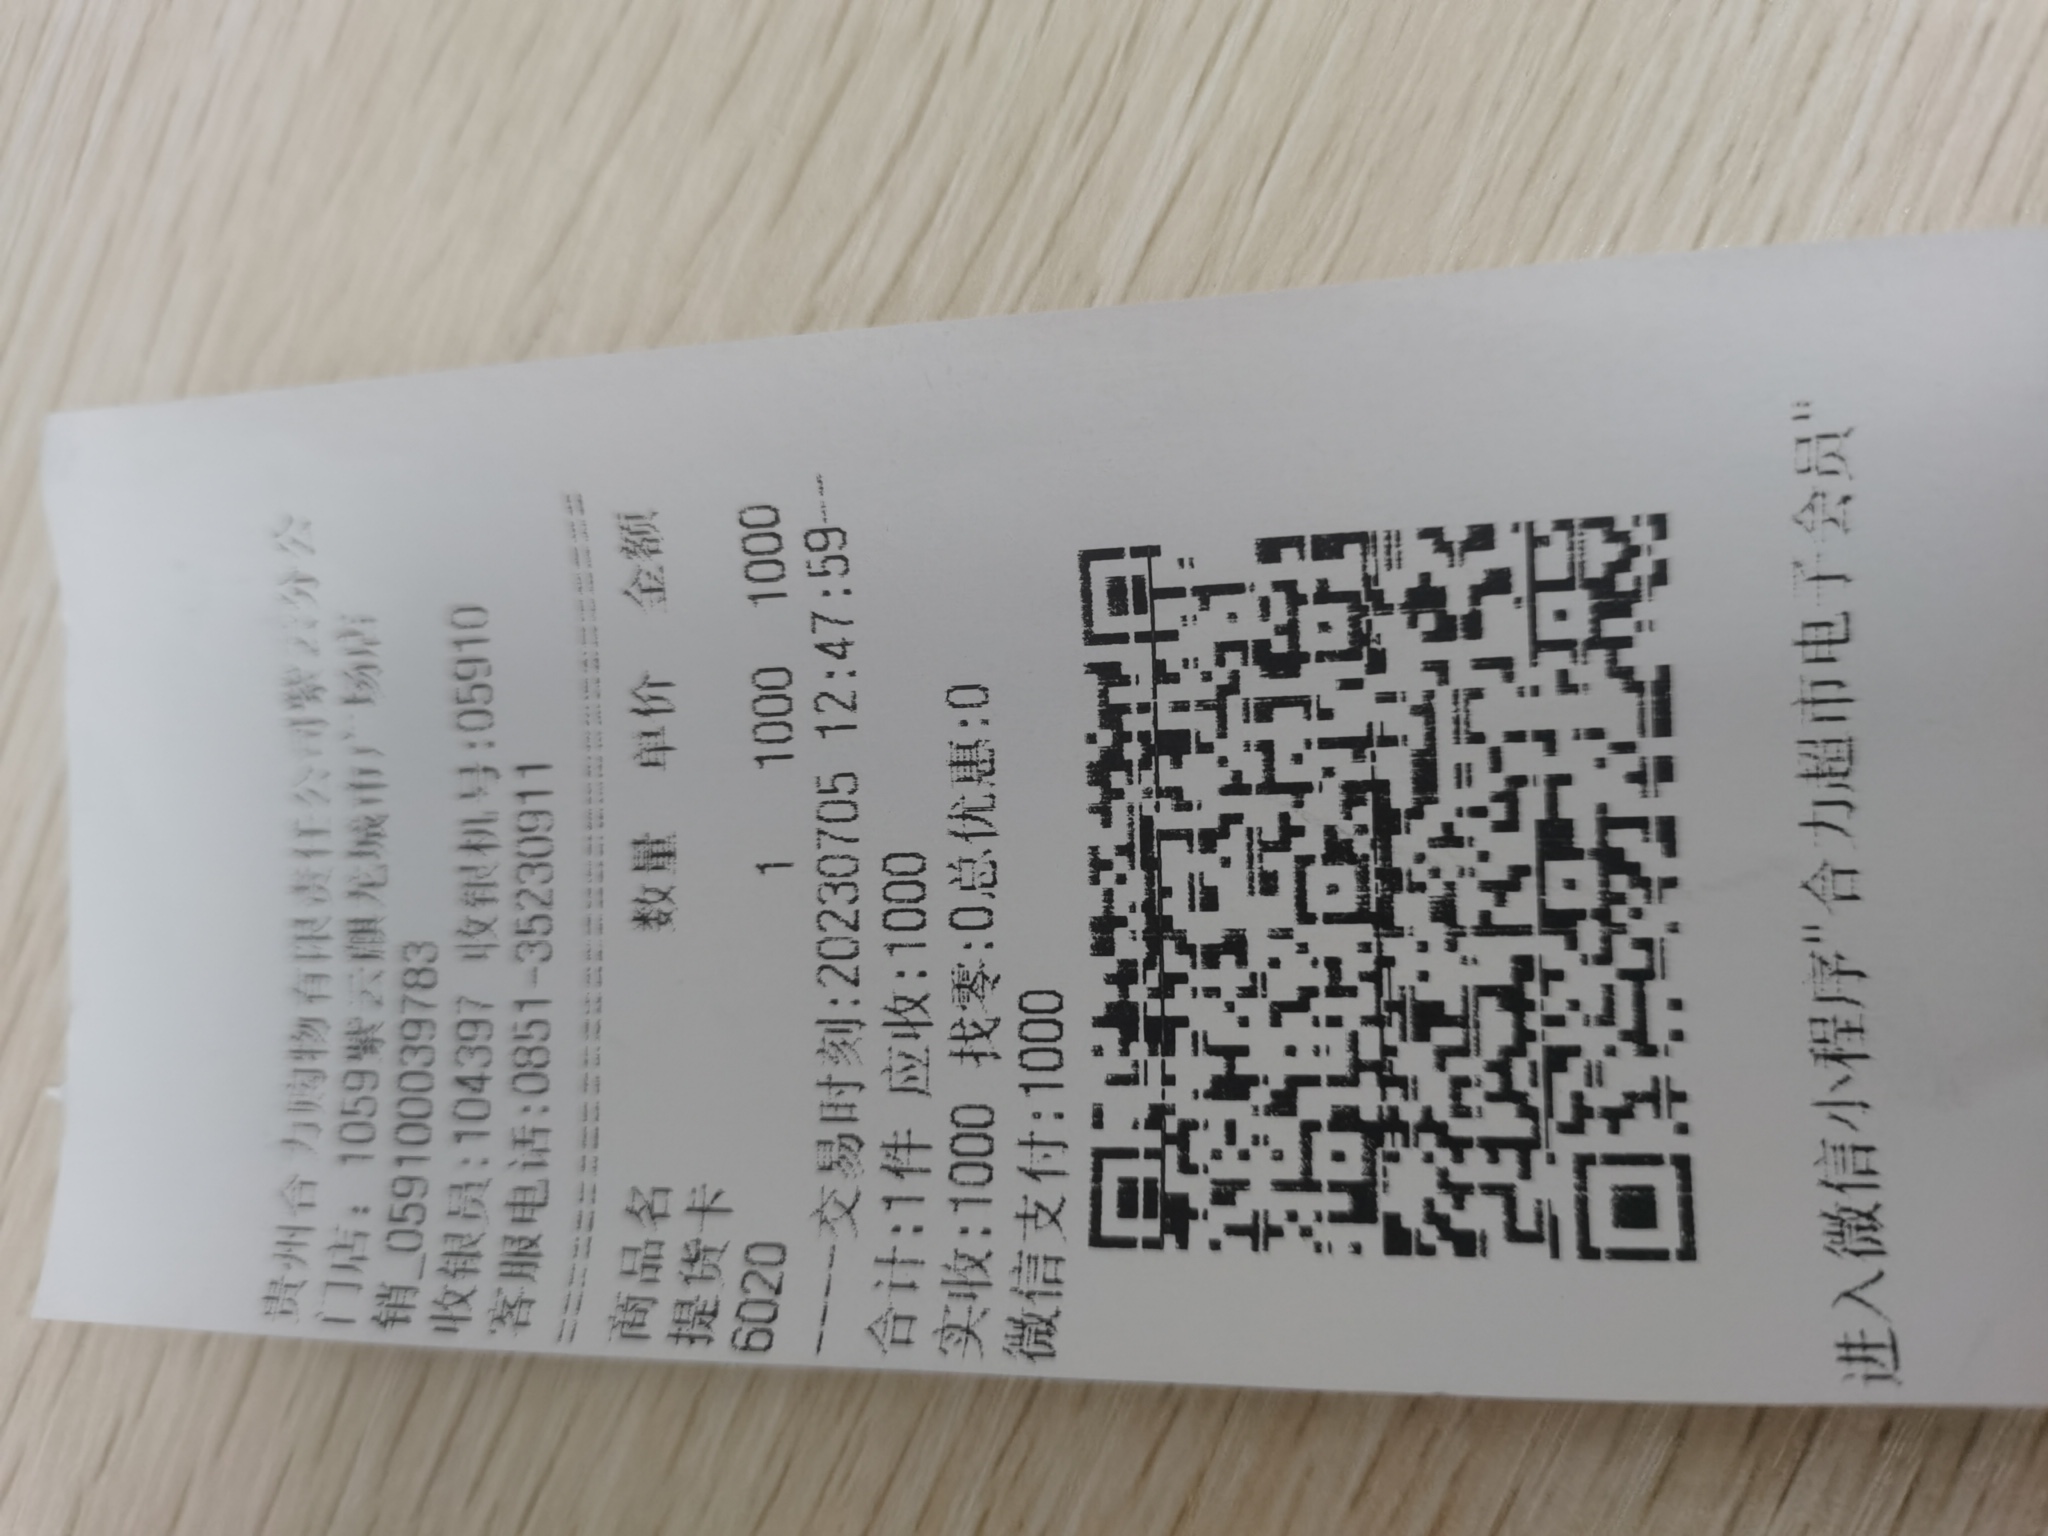 贵州合力购物有限责任公司紫云分公
门店: 1059紫云麒龙城市广场店
销_0591000039783
收银员:104397 收银机号:05910
客服电话:0851-35230911
商品名 数量 单价 金额
提货卡
6020 1 1000 1000
-----交易时刻:20230705 12:47:59----
合计:1件 应收:1000
实收:1000 找零:0总优惠:0
微信支付:1000
进入微信小程序"合力超市电子会员"